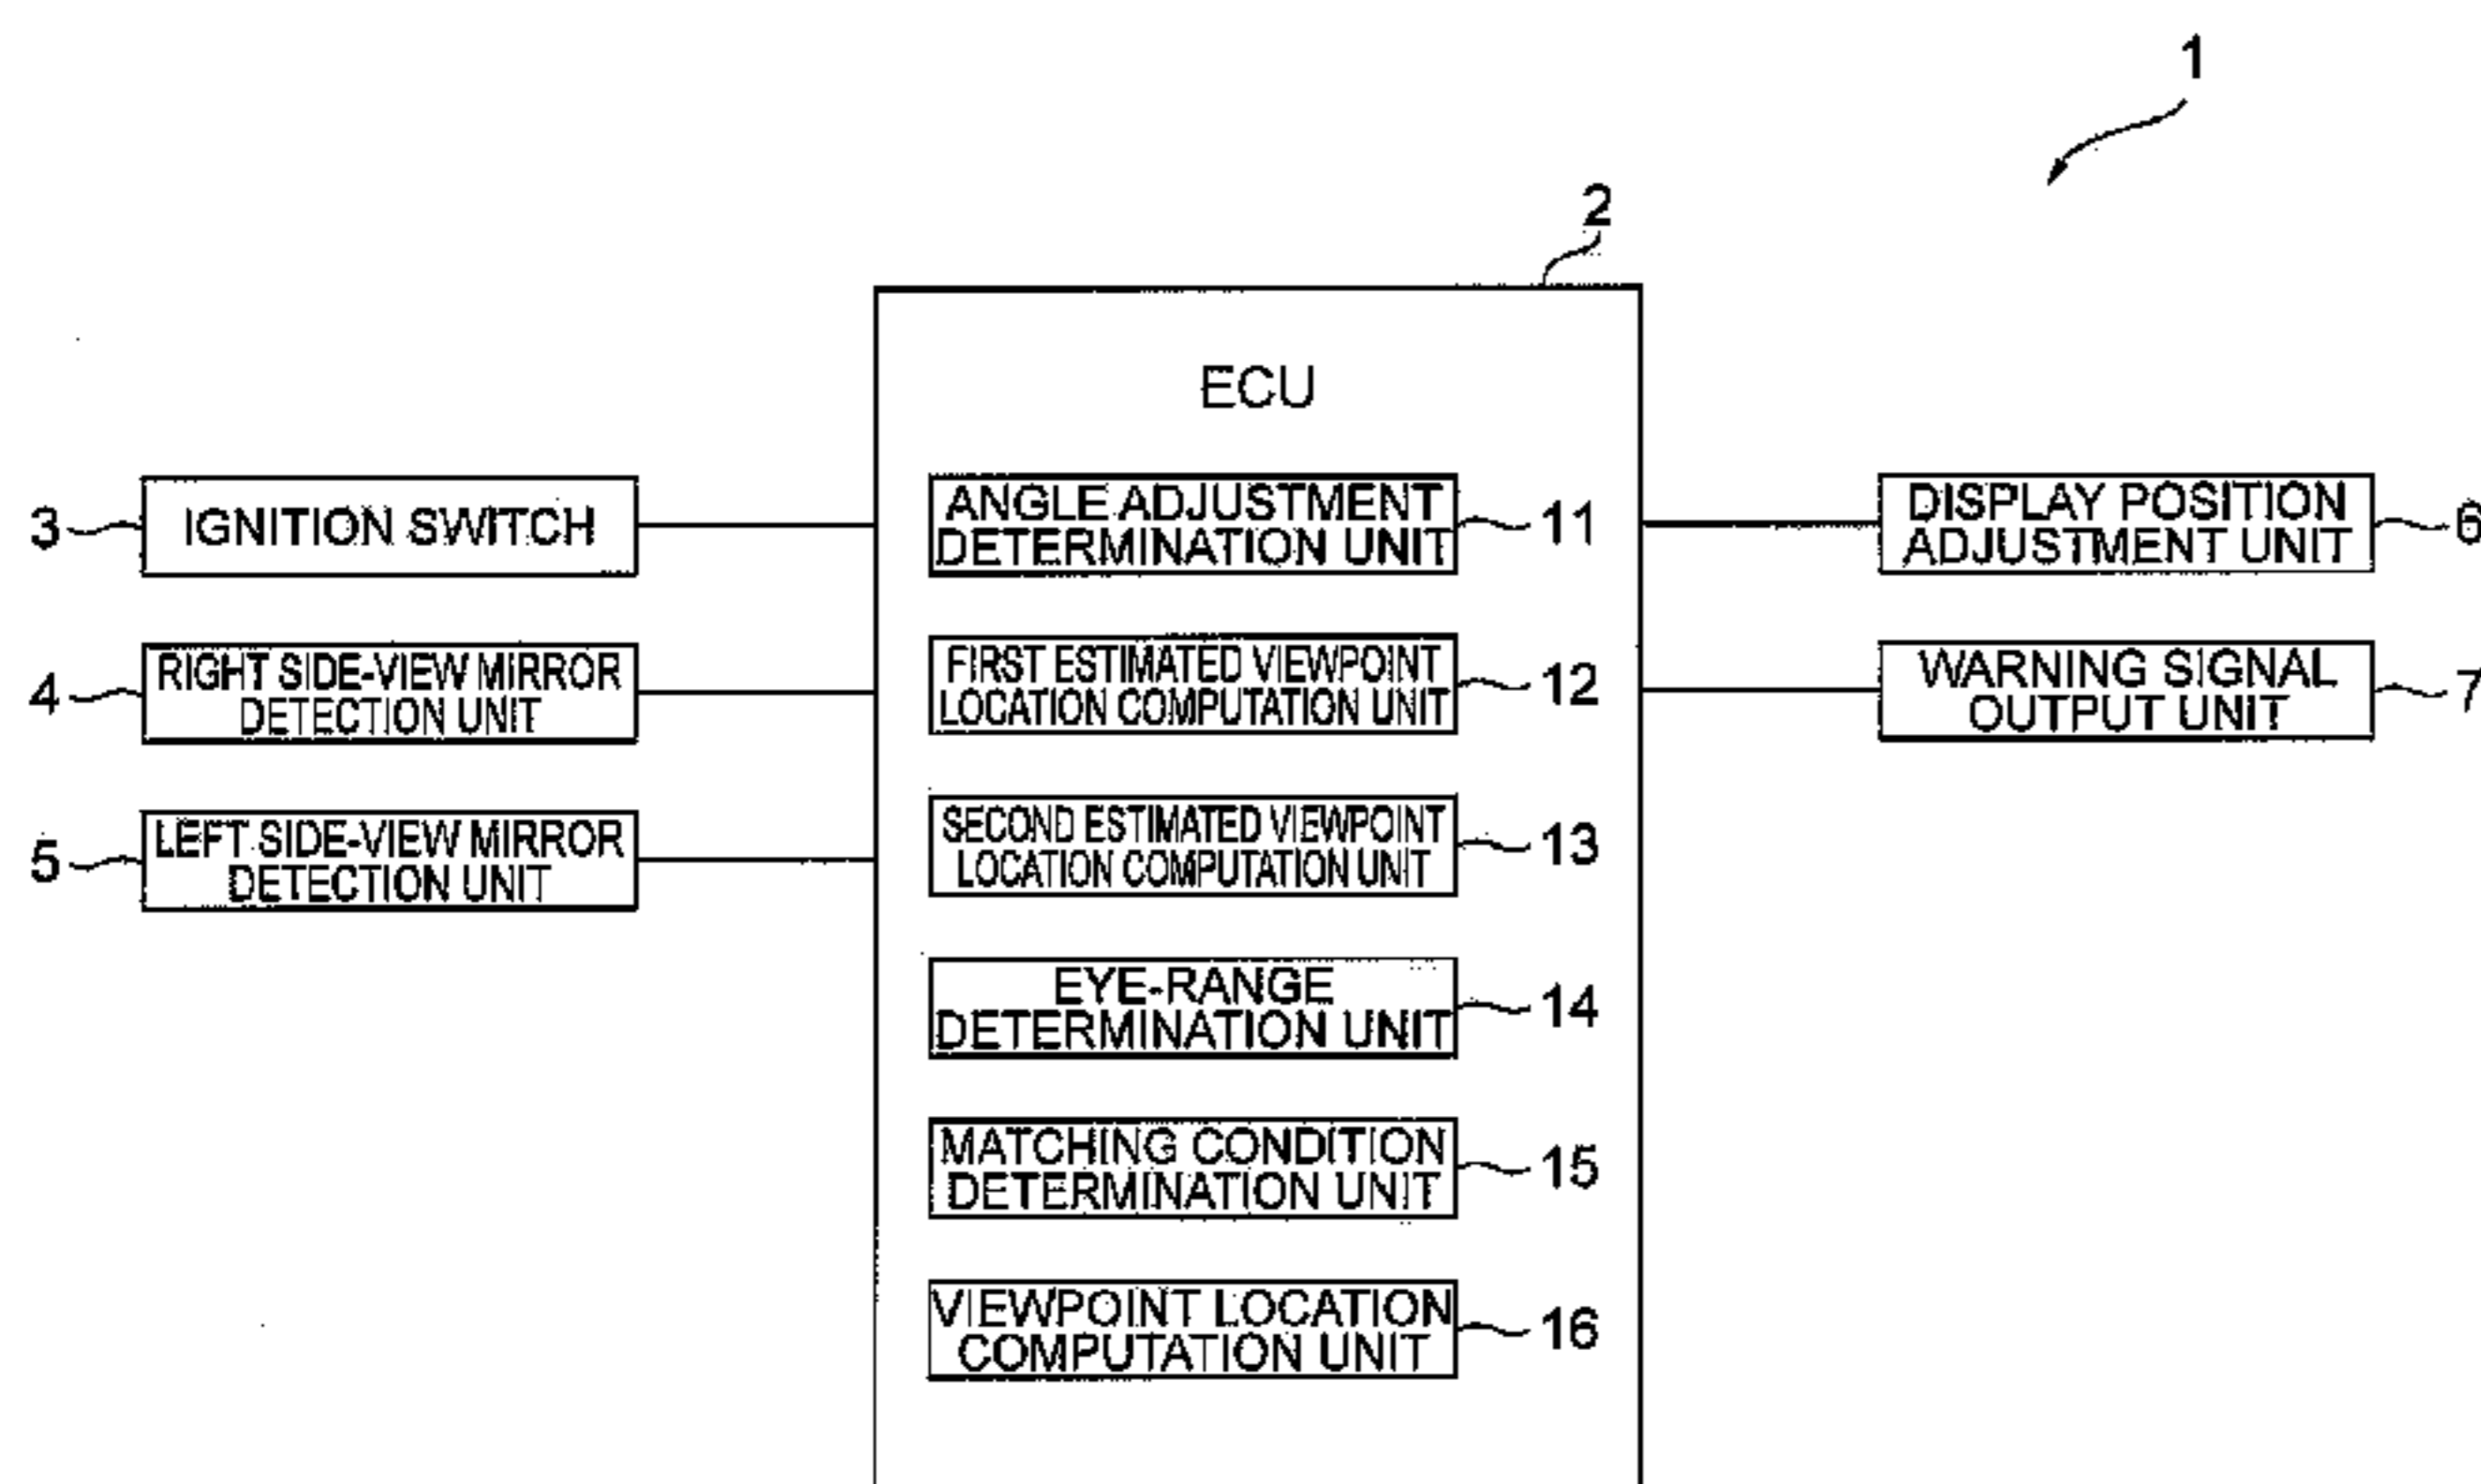 1
2
ECU
3
IGNITION SWITCH
4
RIGHT SIDE-VIEW MIRROR
DETECTION UNIT
5
LEFT SIDE-VIEW MIRROR
DETECTION UNIT
ANGLE ADJUSTMENT
DETERMINATION UNIT
11
FIRST ESTIMATED VIEWPOINT
LOCATION COMPUTATION UNIT
12
SECOND ESTIMATED VIEWPOINT
LOCATION COMPUTATION UNIT
13
EYE-RANGE
DETERMINATION UNIT
14
MATCHING CONDITION
DETERMINATION UNIT
15
VIEWPOINT LOCATION
COMPUTATION UNIT
16
DISPLAY POSITION
ADJUSTMENT UNIT
6
WARNING SIGNAL
OUTPUT UNIT
7